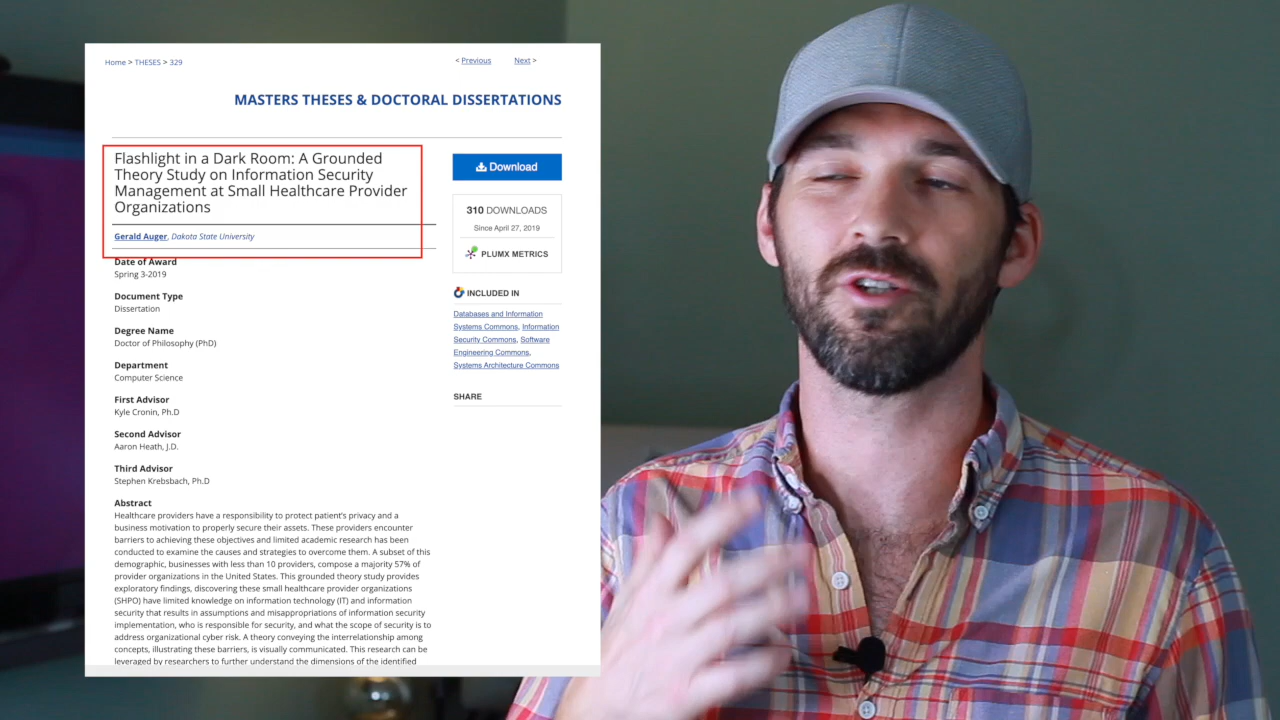 Home > THESES > 329
< Previous Next >
MASTERS THESES & DOCTORAL DISSERTATIONS
Flashlight in a Dark Room: A Grounded
Theory Study on Information Security
Management at Small Healthcare Provider
Organizations
Gerald Auger, Dakota State University
Date of Award
Spring 3-2019
Document Type
Dissertation
Degree Name
Doctor of Philosophy (PhD)
Department
Computer Science
First Advisor
Kyle Cronin, Ph.D
Second Advisor
Aaron Heath, J.D.
Third Advisor
Stephen Krebsbach, Ph.D
Abstract
Healthcare providers have a responsibility to protect patient's privacy and a
business motivation to properly secure their assets. These providers encounter
barriers to achieving these objectives and limited academic research has been
conducted to examine the causes and strategies to overcome them. A subset of this
demographic, businesses with less than 10 providers, compose a majority 57% of
provider organizations in the United States. This grounded theory study provides
exploratory findings, discovering these small healthcare provider organizations
(SHPO) have limited knowledge on information technology (IT) and information
security that results in assumptions and misappropriations of information security
implementation, who is responsible for security, and what the scope of security is to
address organizational cyber risk. A theory conveying the interrelationship among
concepts, illustrating these barriers, is visually communicated. This research can be
leveraged by researchers to further understand the dimensions of the identified
Download
310 DOWNLOADS
Since April 27, 2019
PLUMX METRICS
INCLUDED IN
Databases and Information
Systems Commons, Information
Security Commons, Software
Engineering Commons,
Systems Architecture Commons
SHARE